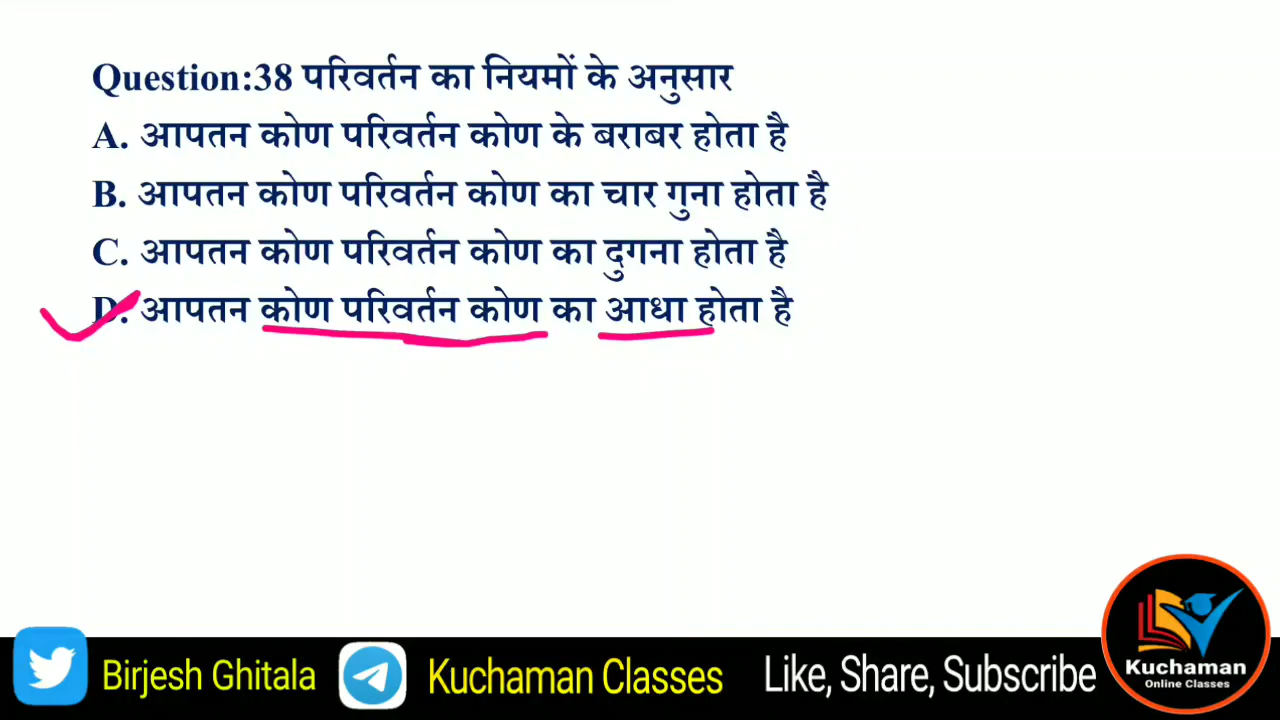 Question:38 परिवर्तन का नियमों के अनुसार
A. आपतन कोण परिवर्तन कोण के बराबर होता है
B. आपतन कोण परिवर्तन कोण का चार गुना होता है
C. आपतन कोण परिवर्तन कोण का दुगना होता है
D. आपतन कोण परिवर्तन कोण का आधा होता है
Birjesh Ghitala
Kuchaman Classes
Like, Share, Subscribe
Kuchaman
Online Classes